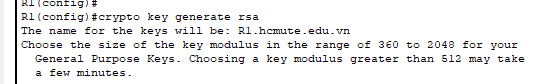 R1(config)#
R1(config)#crypto key generate rsa
The name for the keys will be: R1.hcmute.edu.vn
Choose the size of the key modulus in the range of 360 to 2048 for your
General Purpose Keys. Choosing a key modulus greater than 512 may take
a few minutes.